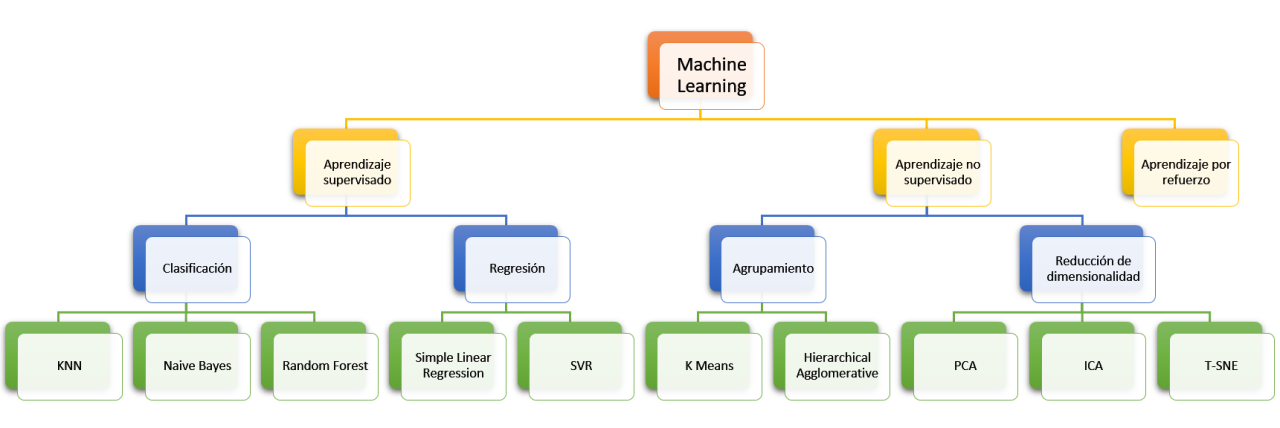 Machine
Learning
Aprendizaje
supervisado
Aprendizaje no
supervisado
Aprendizaje por
refuerzo
Clasificación
Regresión
Agrupamiento
Reducción de
dimensionalidad
KNN
Naive Bayes
Random Forest
Simple Linear
Regression
SVR
K Means
Hierarchical
Agglomerative
PCA
ICA
T-SNE